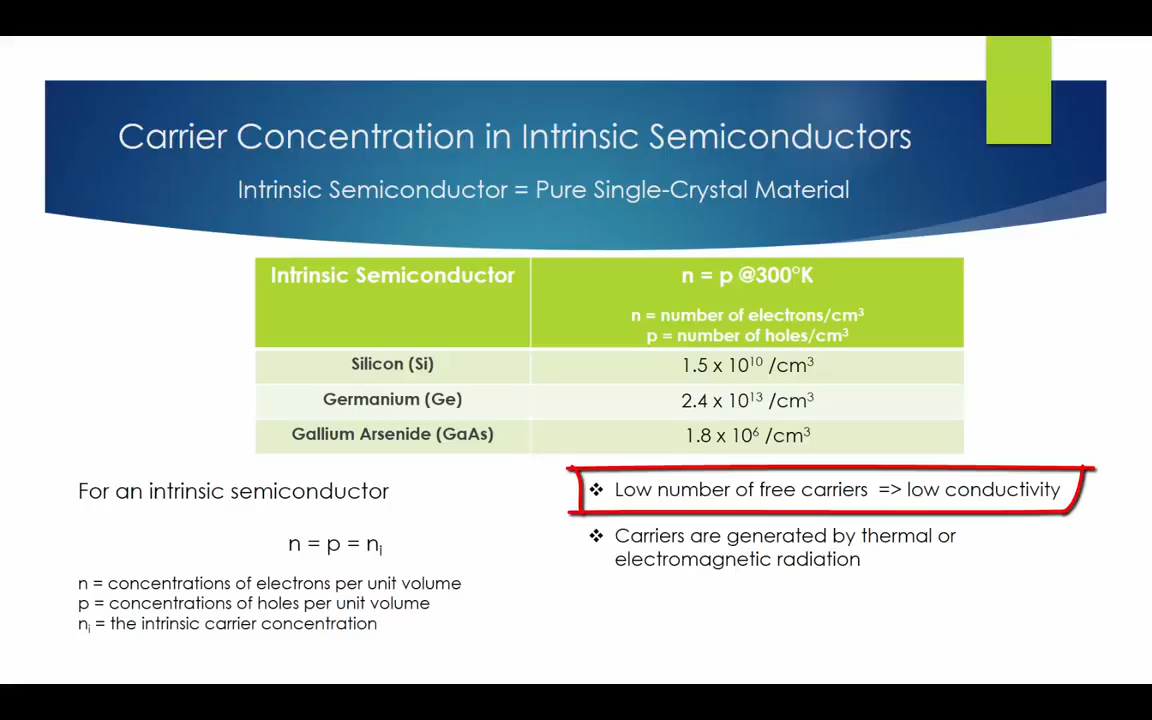 Carrier Concentration in Intrinsic Semiconductors
Intrinsic Semiconductor = Pure Single-Crystal Material
Intrinsic Semiconductor
n = p @300°K
n = number of electrons/cm³
p = number of holes/cm³
Silicon (Si)
1.5 x 10¹⁰ /cm³
Germanium (Ge)
2.4 x 10¹³ /cm³
Gallium Arsenide (GaAs)
1.8 x 10⁶ /cm³
For an intrinsic semiconductor
n = p = nᵢ
n = concentrations of electrons per unit volume
p = concentrations of holes per unit volume
nᵢ = the intrinsic carrier concentration
❖ Low number of free carriers => low conductivity
❖ Carriers are generated by thermal or
electromagnetic radiation